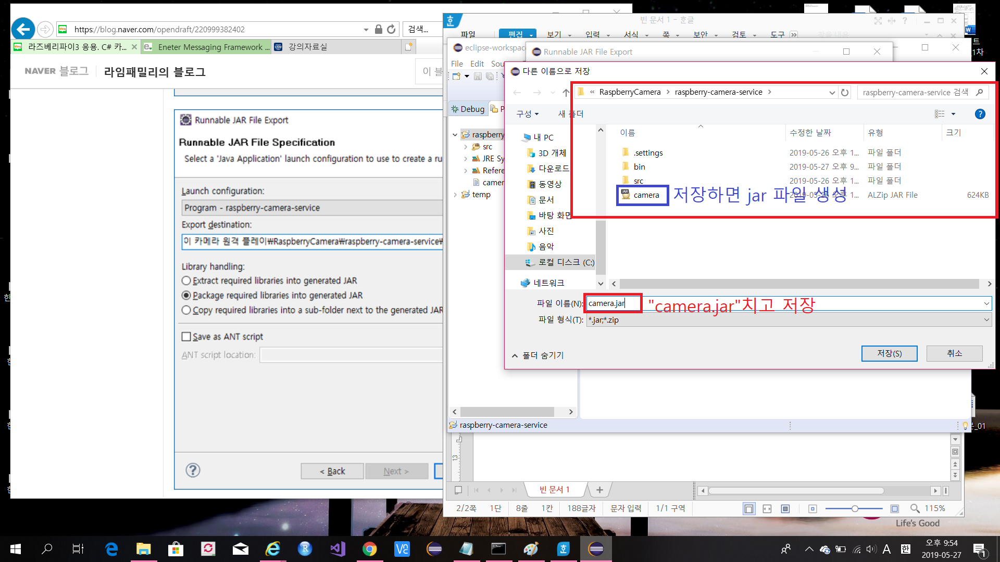 https://blog.naver.com/opendraft/220999382402
검색...
라즈베리파이3 응용. C# 카...
Eneter Messaging Framework ...
강의자료실
NAVER 블로그
라임패밀리의 블로그
이 블
Runnable JAR File Export
Runnable JAR File Specification
Select a 'Java Application' launch configuration to use to create a ru
Launch configuration:
Program - raspberry-camera-service
Export destination:
이 카메라 원격 플레이₩RaspberryCamera₩raspberry-camera-service₩
Library handling:
Extract required libraries into generated JAR
Package required libraries into generated JAR
Copy required libraries into a sub-folder next to the generated JAR
Save as ANT script
ANT script location:
< Back
Next >
빈 문서 1 - 흔글
파일
편집
보기
입력
서식
쪽
보안
검토
도구
찾을 내용
eclipse-workspac
File Edit Sou
Debug
P
raspberry
src
JRE Sy
Refere
camer
temp
raspberry-camera-service
Runnable JAR File Export
다른 이름으로 저장
« RaspberryCamera > raspberry-camera-service >
raspberry-camera-service 검색
구성
새 폴더
내 PC
3D 개체
다운로드
동영상
문서
바탕 화면
사진
음악
로컬 디스크 (C:)
네트워크
이름 수정한 날짜 유형 크기
.settings 2019-05-26 오후 1... 파일 폴더
bin 2019-05-27 오후 9... 파일 폴더
src 2019-05-26 오후 1... 파일 폴더
camera 2019-05-26 오후 1... ALZip JAR File 624KB
저장하면 jar 파일 생성
파일 이름(N): camera.jar
"camera.jar"치고 저장
파일 형식(T): *.jar;*.zip
폴더 숨기기
저장(S)
취소
13
빈 문서 1
2/2쪽 1단 8줄 1칸 188글자 문자 입력 1/1 구역
115%
Life's Good
트
1차
_01
오후 9:54
2019-05-27
A
한
1